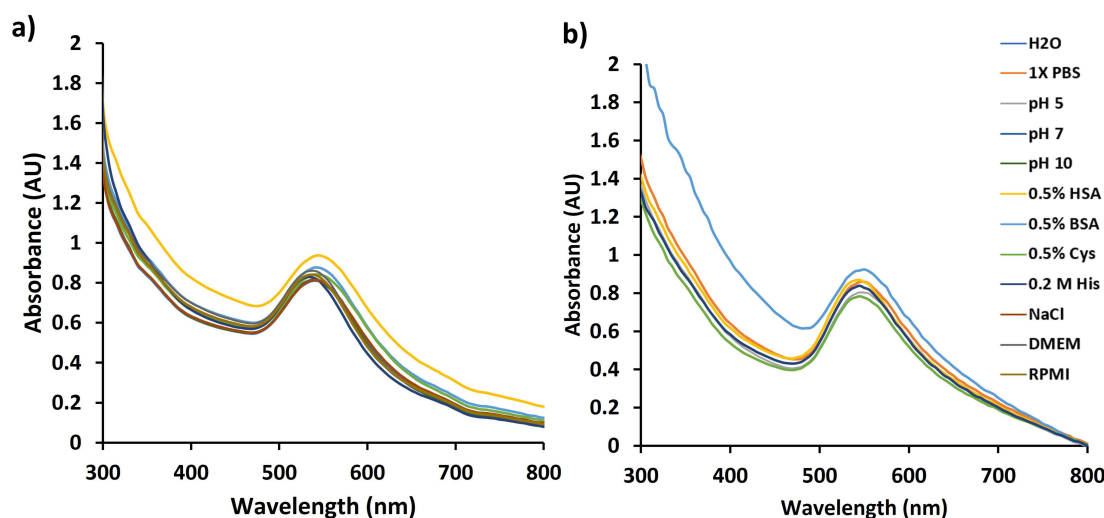 a)
2
1.8
1.6
1.4
1.2
1
0.8
0.6
0.4
0.2
0
Absorbance (AU)
300 400 500 600 700 800
Wavelength (nm)
b)
2
1.8
1.6
1.4
1.2
1
0.8
0.6
0.4
0.2
0
Absorbance (AU)
300 400 500 600 700 800
Wavelength (nm)
H2O
1X PBS
pH 5
pH 7
pH 10
0.5% HSA
0.5% BSA
0.5% Cys
0.2 M His
NaCl
DMEM
RPMI